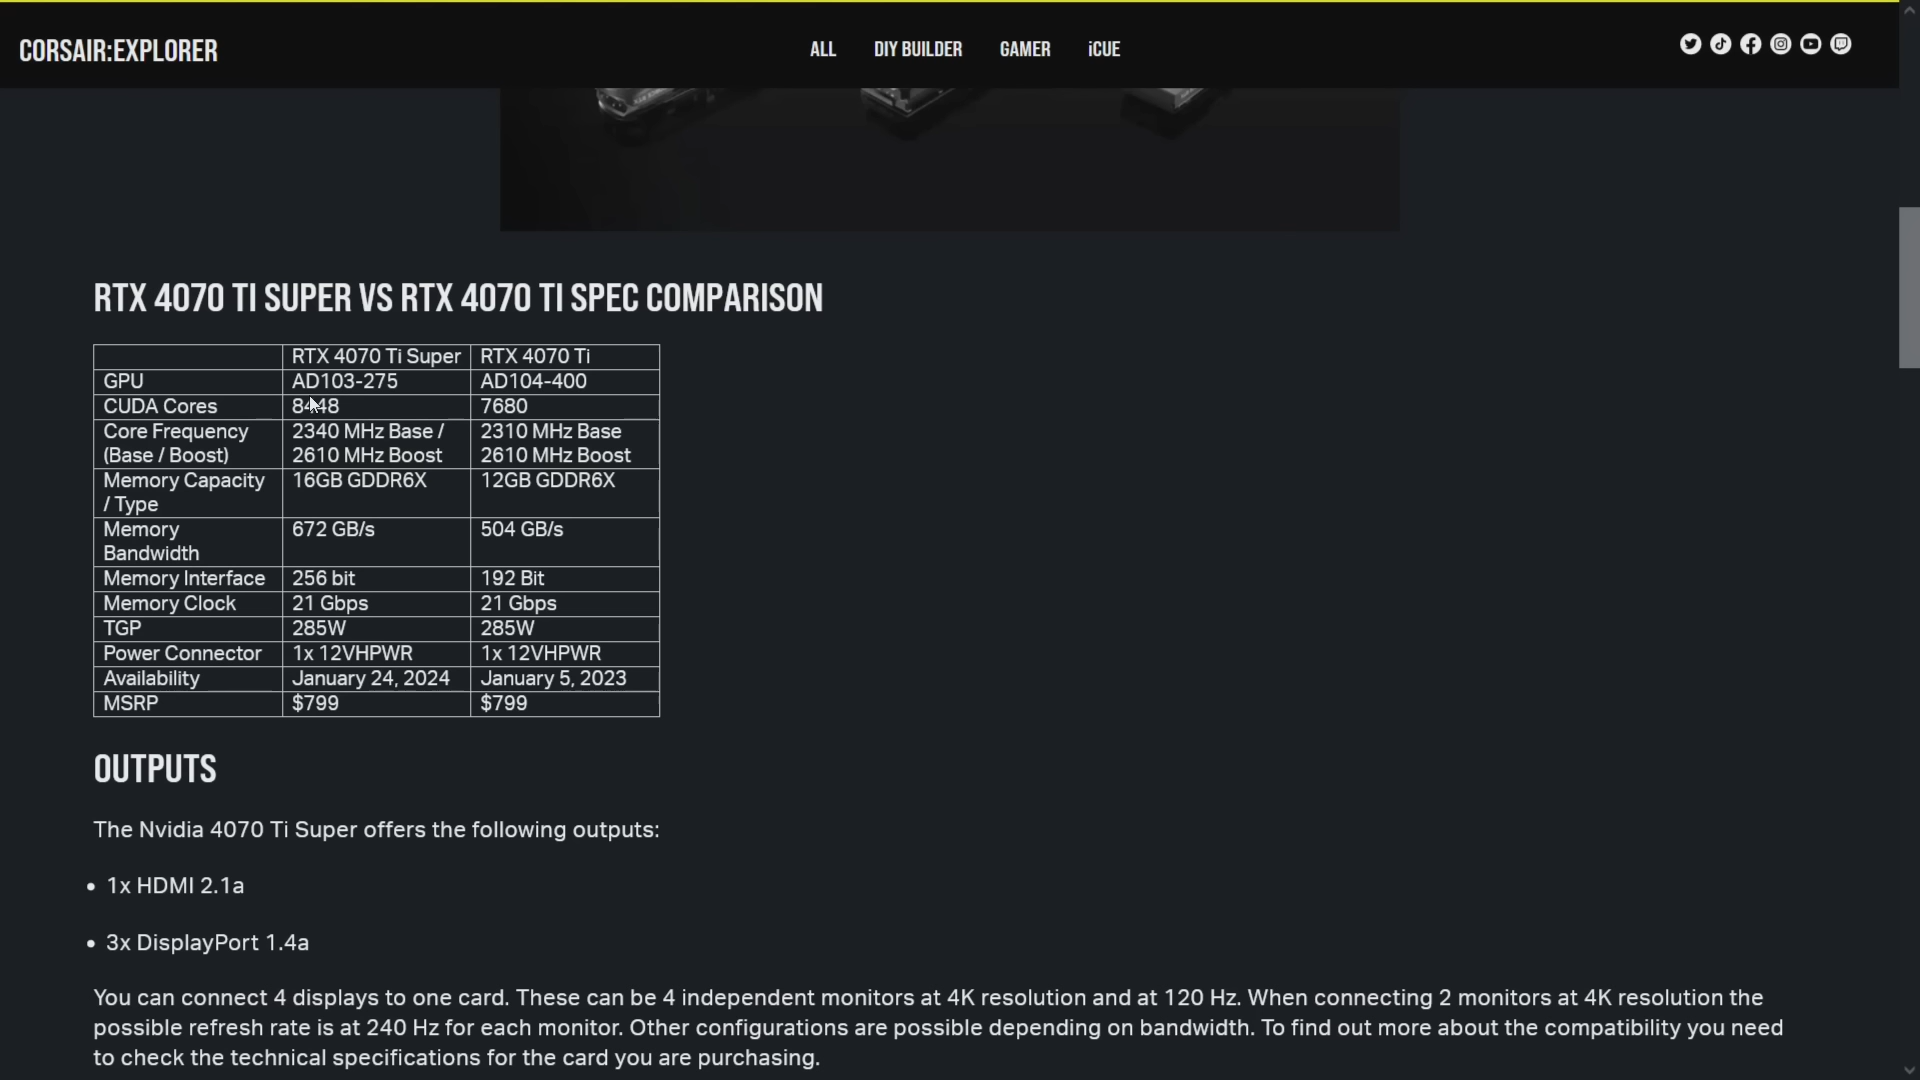 CORSAIR:EXPLORER
ALL DIY BUILDER GAMER iCUE
RTX 4070 TI SUPER VS RTX 4070 TI SPEC COMPARISON
RTX 4070 Ti Super RTX 4070 Ti
GPU AD103-275 AD104-400
CUDA Cores 8448 7680
Core Frequency 2340 MHz Base / 2310 MHz Base
(Base / Boost) 2610 MHz Boost 2610 MHz Boost
Memory Capacity 16GB GDDR6X 12GB GDDR6X
/ Type
Memory 672 GB/s 504 GB/s
Bandwidth
Memory Interface 256 bit 192 Bit
Memory Clock 21 Gbps 21 Gbps
TGP 285W 285W
Power Connector 1x 12VHPWR 1x 12VHPWR
Availability January 24, 2024 January 5, 2023
MSRP $799 $799
OUTPUTS
The Nvidia 4070 Ti Super offers the following outputs:
• 1x HDMI 2.1a
• 3x DisplayPort 1.4a
You can connect 4 displays to one card. These can be 4 independent monitors at 4K resolution and at 120 Hz. When connecting 2 monitors at 4K resolution the
possible refresh rate is at 240 Hz for each monitor. Other configurations are possible depending on bandwidth. To find out more about the compatibility you need
to check the technical specifications for the card you are purchasing.